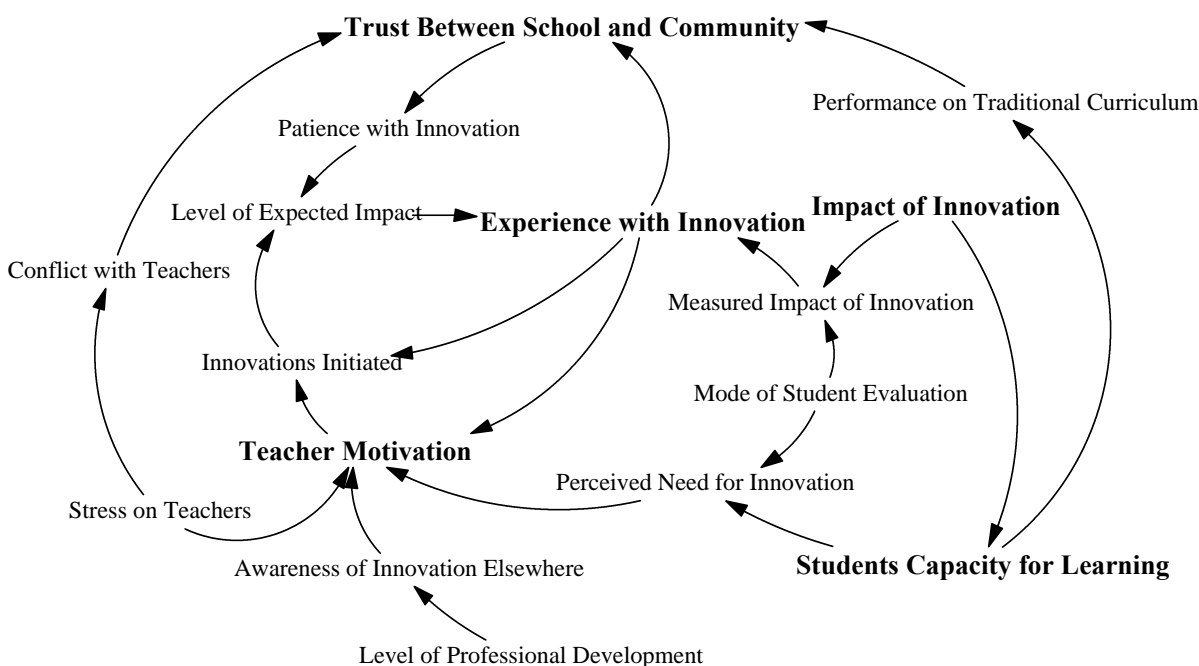 Trust Between School and Community
Performance on Traditional Curriculum
Patience with Innovation
Level of Expected Impact
Experience with Innovation
Impact of Innovation
Conflict with Teachers
Measured Impact of Innovation
Innovations Initiated
Mode of Student Evaluation
Teacher Motivation
Perceived Need for Innovation
Stress on Teachers
Awareness of Innovation Elsewhere
Students Capacity for Learning
Level of Professional Development